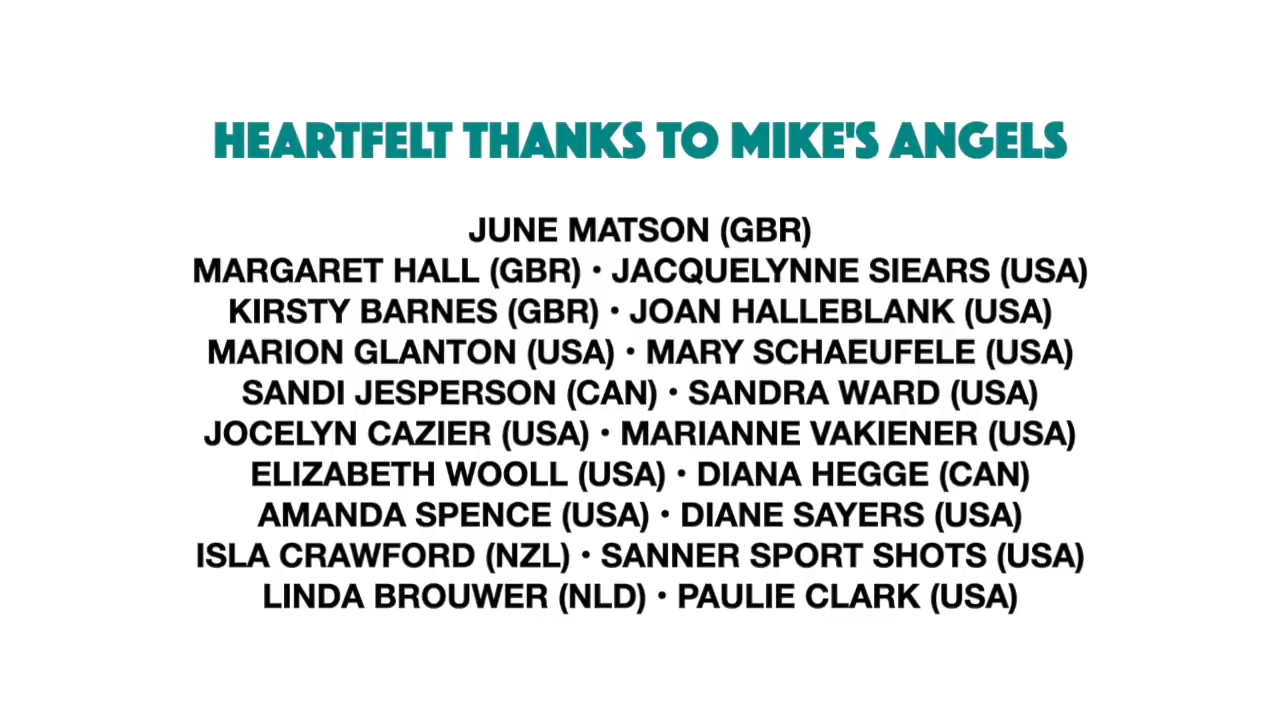 HEARTFELT THANKS TO MIKE'S ANGELS
JUNE MATSON (GBR)
MARGARET HALL (GBR) • JACQUELYNNE SIEARS (USA)
KIRSTY BARNES (GBR) • JOAN HALLEBLANK (USA)
MARION GLANTON (USA) • MARY SCHAEUFELE (USA)
SANDI JESPERSON (CAN) • SANDRA WARD (USA)
JOCELYN CAZIER (USA) • MARIANNE VAKIENER (USA)
ELIZABETH WOOLL (USA) • DIANA HEGGE (CAN)
AMANDA SPENCE (USA) • DIANE SAYERS (USA)
ISLA CRAWFORD (NZL) • SANNER SPORT SHOTS (USA)
LINDA BROUWER (NLD) • PAULIE CLARK (USA)